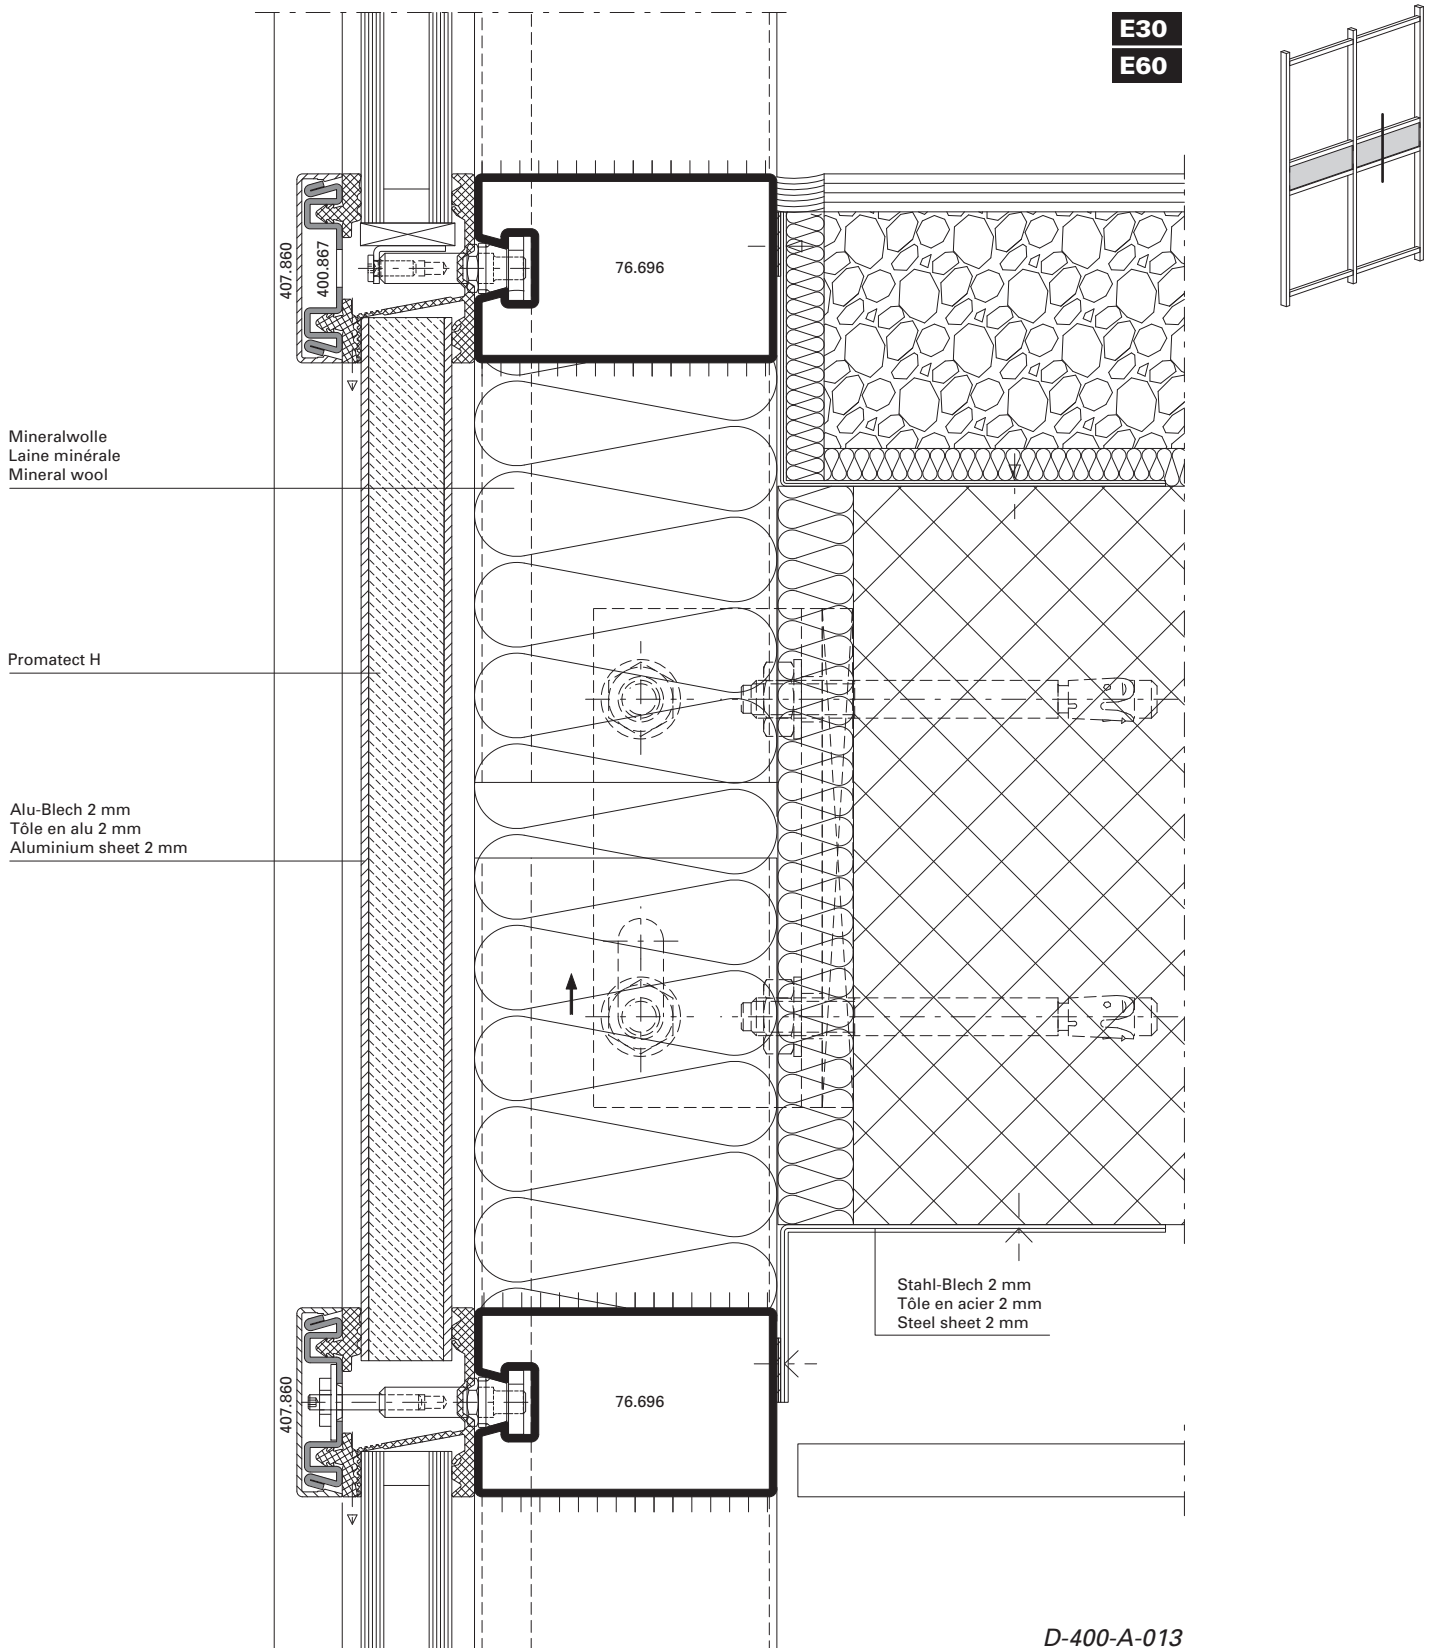 E30
E60
407.860
400.867
76.696
Mineralwolle
Laine minérale
Mineral wool
Promatect H
Alu-Blech 2 mm
Tôle en alu 2 mm
Aluminium sheet 2 mm
Stahl-Blech 2 mm
Tôle en acier 2 mm
Steel sheet 2 mm
407.860
76.696
D-400-A-013